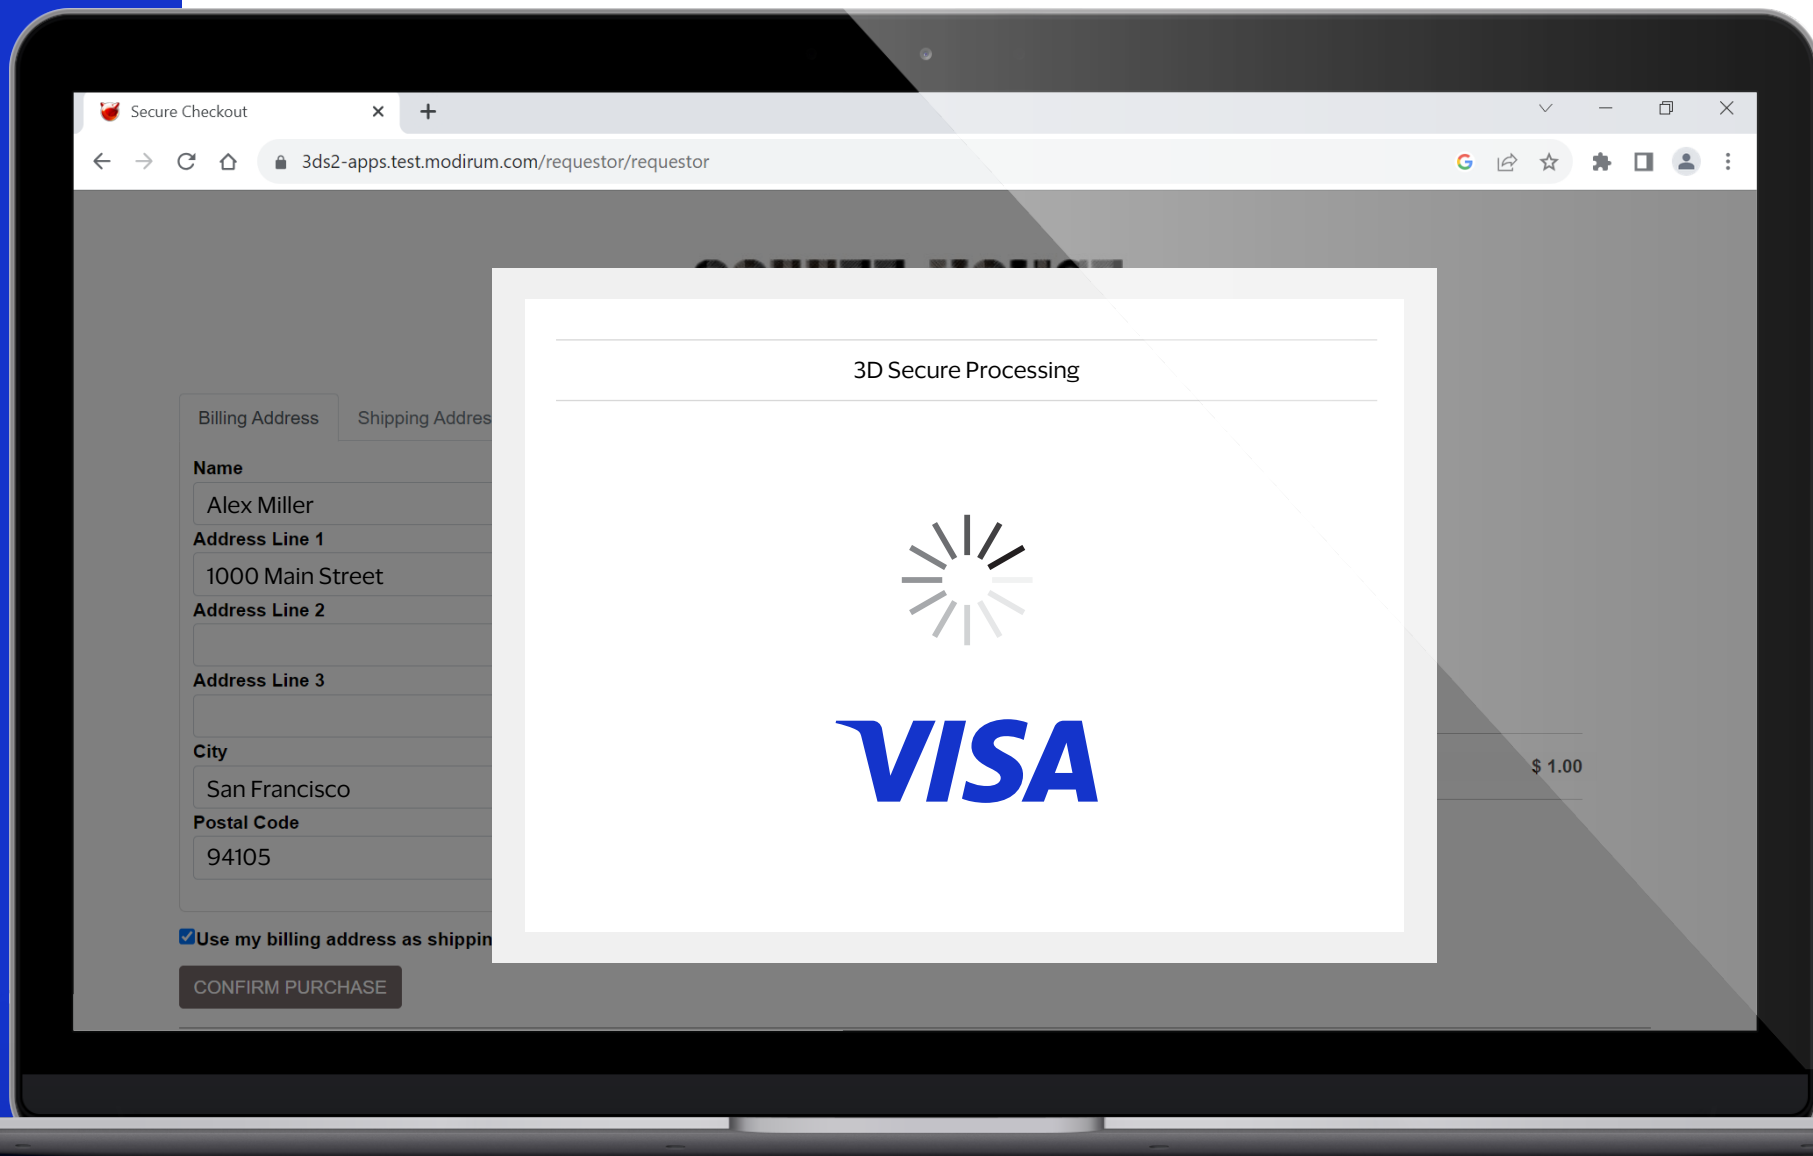 Secure Checkout
3ds2-apps.test.modirum.com/requestor/requestor
3D Secure Processing
Billing Address
Shipping Addres
Name
Alex Miller
Address Line 1
1000 Main Street
Address Line 2
Address Line 3
City
San Francisco
Postal Code
94105
Use my billing address as shippin
CONFIRM PURCHASE
VISA
$ 1.00